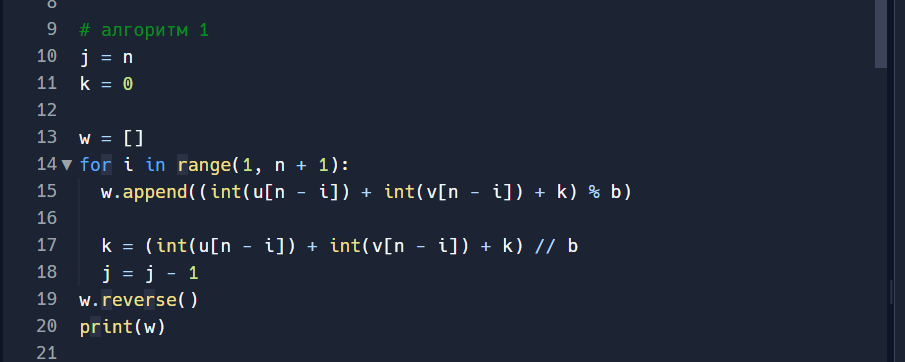 8
9 # алгоритм 1
10 j = n
11 k = 0
12
13 w = []
14 ▼ for i in range(1, n + 1):
15 w.append((int(u[n - i]) + int(v[n - i]) + k) % b)
16
17 k = (int(u[n - i]) + int(v[n - i]) + k) // b
18 j = j - 1
19 w.reverse()
20 print(w)
21